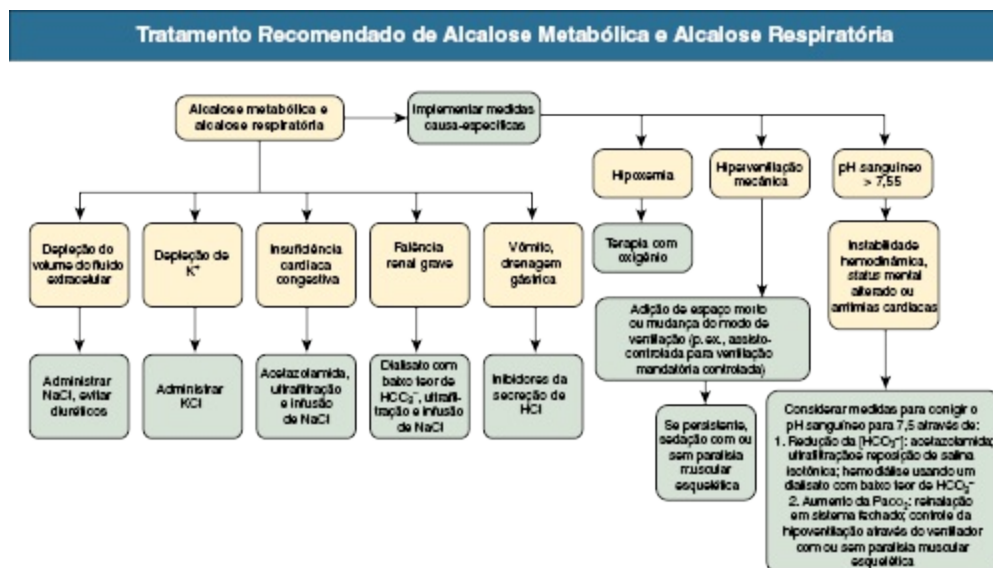 Tratamento Recomendado de Alcalose Metabólica e Alcalose Respiratória
Alcalose metabólica e
alcalose respiratória
Implementar medidas
causa-específicas
Hipoxemia
Hiperventilação
mecânica
pH sanguíneo
> 7,55
Depleção do
volume do fluido
extracelular
Depleção de
K+
Insuficiência
cardíaca
congestiva
Falência
renal grave
Vômito,
drenagem
gástrica
Terapia com
oxigênio
Instabilidade
hemodinâmica,
status mental
alterado ou
arritmias cardíacas
Adição de espaço morto
ou mudança do modo de
ventilação (p. ex., assisto-
controlada para ventilação
mandatória controlada)
Administrar
NaCl, evitar
diuréticos
Administrar
KCl
Acetazolamida,
ultrafiltração
e infusão
de NaCl
Dialisato com
baixo teor de
HCO₃⁻, ultrafil-
tração e infusão
de NaCl
Inibidores da
secreção de
HCl
Se persistente,
sedação com ou
sem paralisia
muscular
esquelética
Considerar medidas para corrigir o
pH sanguíneo para 7,5 através de:
1. Redução da [HCO₃⁻]: acetazolamida;
ultrafiltração e reposição de salina
isotônica; hemodiálise usando um
dialisato com baixo teor de HCO₃⁻
2. Aumento da Paco₂: reinalação
em sistema fechado; controle da
hipoventilação através do ventilador
com ou sem paralisia muscular
esquelética